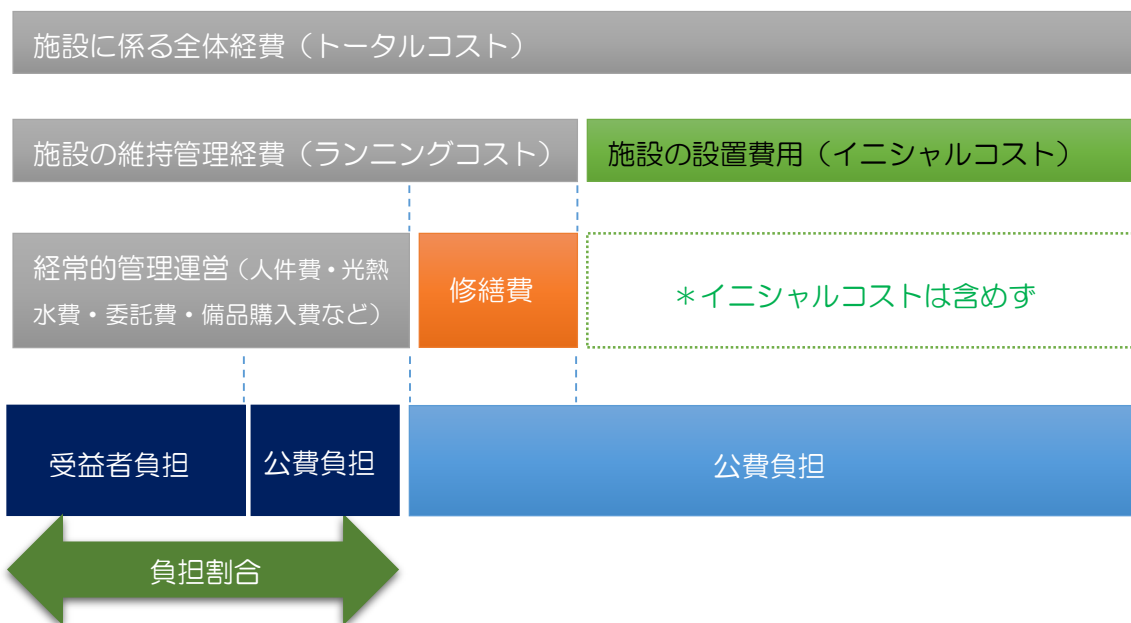 施設に係る全体経費（トータルコスト）
施設の維持管理経費（ランニングコスト）
施設の設置費用（イニシャルコスト）
経常的管理運営（人件費・光熱
水費・委託費・備品購入費など）
修繕費
＊イニシャルコストは含めず
受益者負担
公費負担
公費負担
負担割合